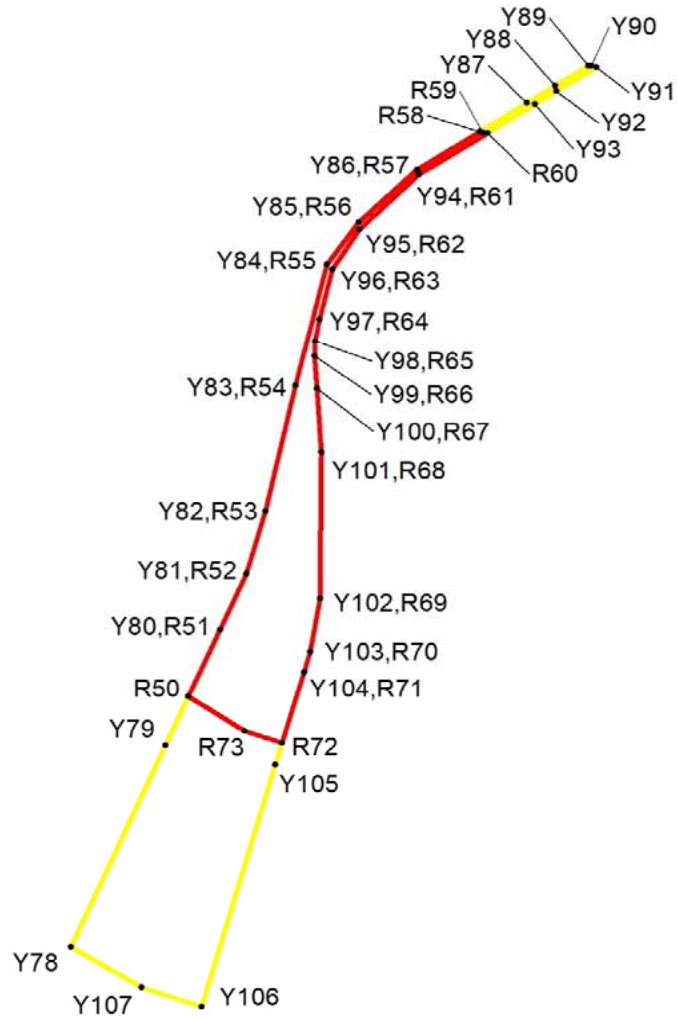 Y89
Y90
Y88
Y87
Y91
R59
R58
Y92
Y93
Y86,R57
R60
Y94,R61
Y85,R56
Y95,R62
Y84,R55
Y96,R63
Y97,R64
Y98,R65
Y83,R54
Y99,R66
Y100,R67
Y101,R68
Y82,R53
Y81,R52
Y102,R69
Y80,R51
Y103,R70
Y104,R71
R50
Y79
R73
R72
Y105
Y78
Y107
Y106